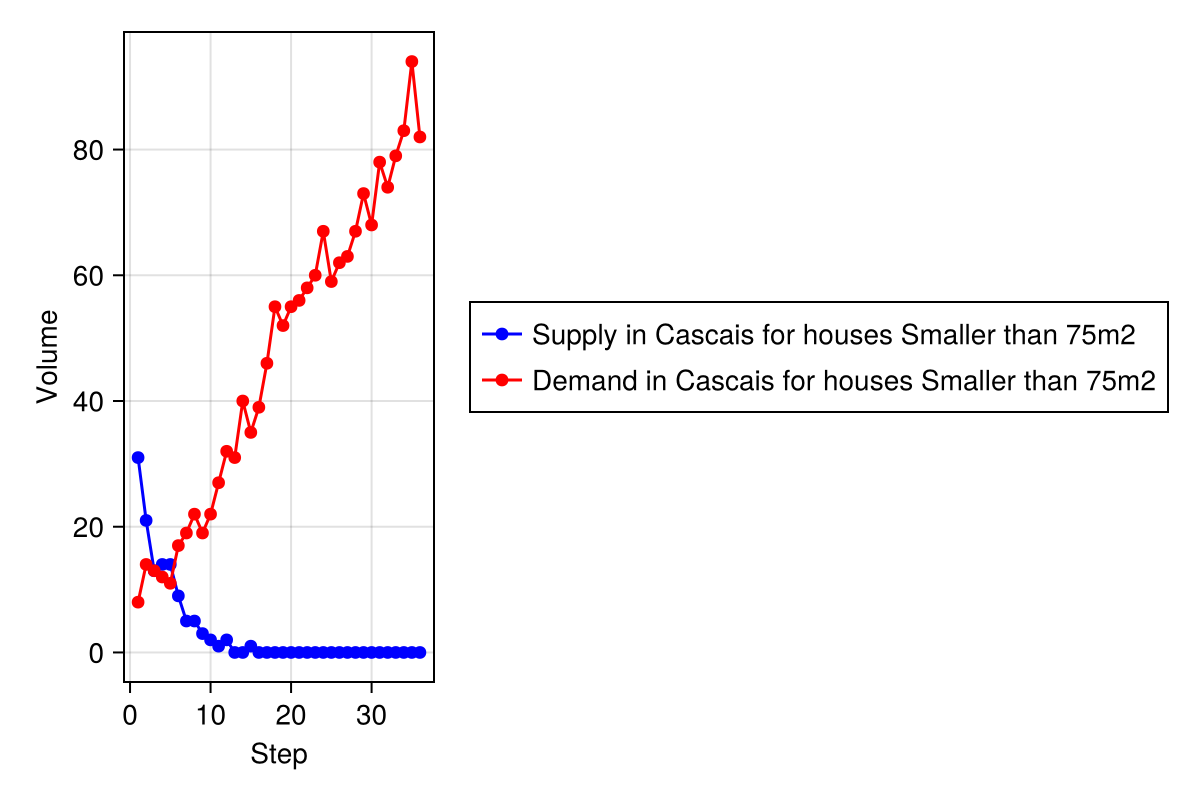 Volume
80
60
40
20
0
0 10 20 30
Step
Supply in Cascais for houses Smaller than 75m2
Demand in Cascais for houses Smaller than 75m2